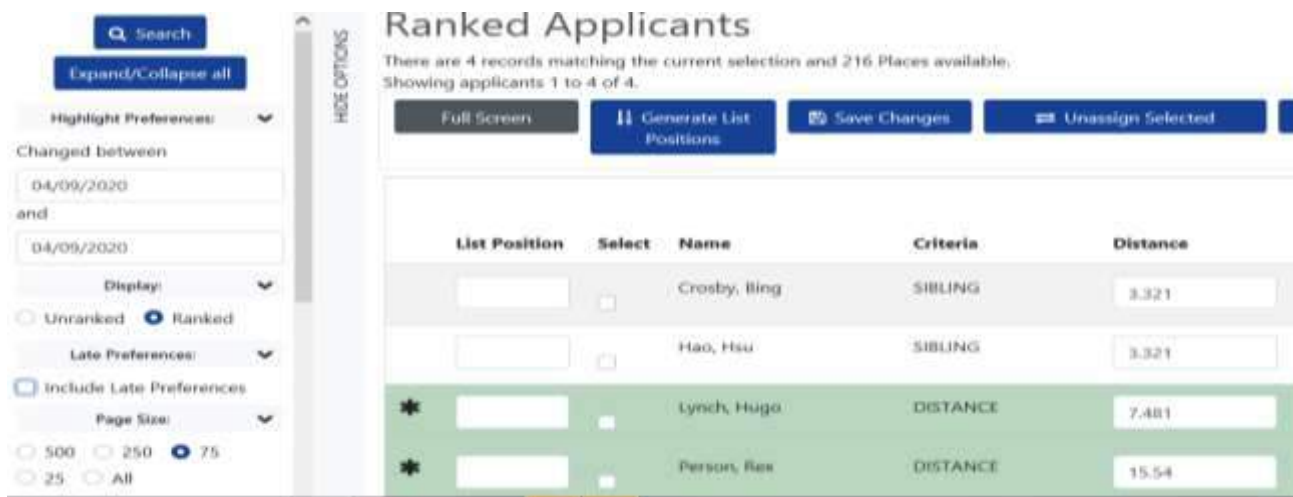 Search
Expand/Collapse all
Highlight Preferences:
Changed between
04/09/2020
and
04/09/2020
Display:
Unranked Ranked
Late Preferences:
Include Late Preferences
Page Size:
500 250 75
25 All
HIDE OPTIONS
Ranked Applicants
There are 4 records matching the current selection and 216 Places available.
Showing applicants 1 to 4 of 4.
Full Screen
Generate List
Positions
Save Changes
Unassign Selected
List Position Select Name Criteria Distance
Crosby, Bing SIBLING 3.321
Hao, Hsu SIBLING 3.321
Lynch, Hugo DISTANCE 7.481
Person, Rex DISTANCE 15.54